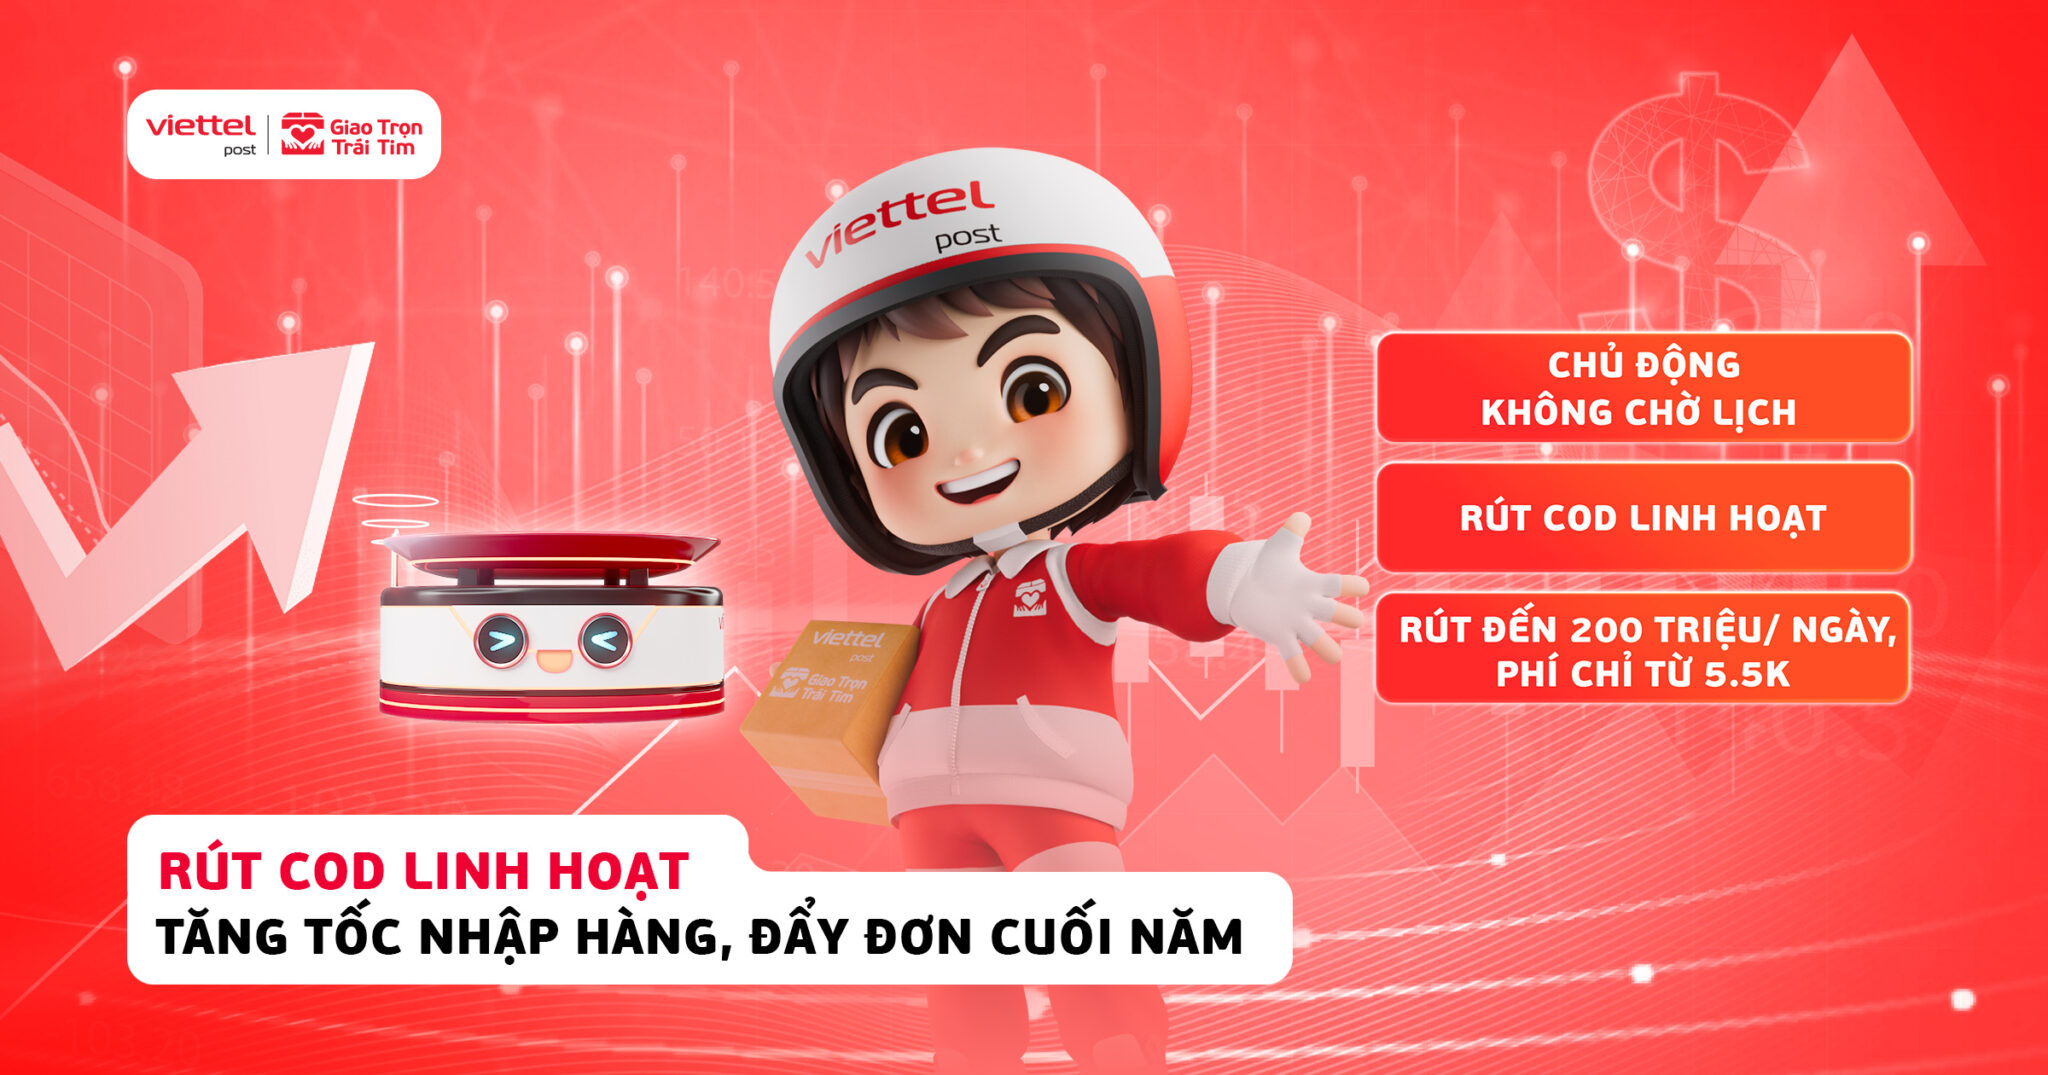 viettel
post
Giao Trọn
Trái Tim
viettel
post
CHỦ ĐỘNG
KHÔNG CHỜ LỊCH
RÚT COD LINH HOẠT
RÚT ĐẾN 200 TRIỆU/ NGÀY,
PHÍ CHỈ TỪ 5.5K
viettel
post
Giao Trọn
Trái Tim
RÚT COD LINH HOẠT
TĂNG TỐC NHẬP HÀNG, ĐẨY ĐƠN CUỐI NĂM